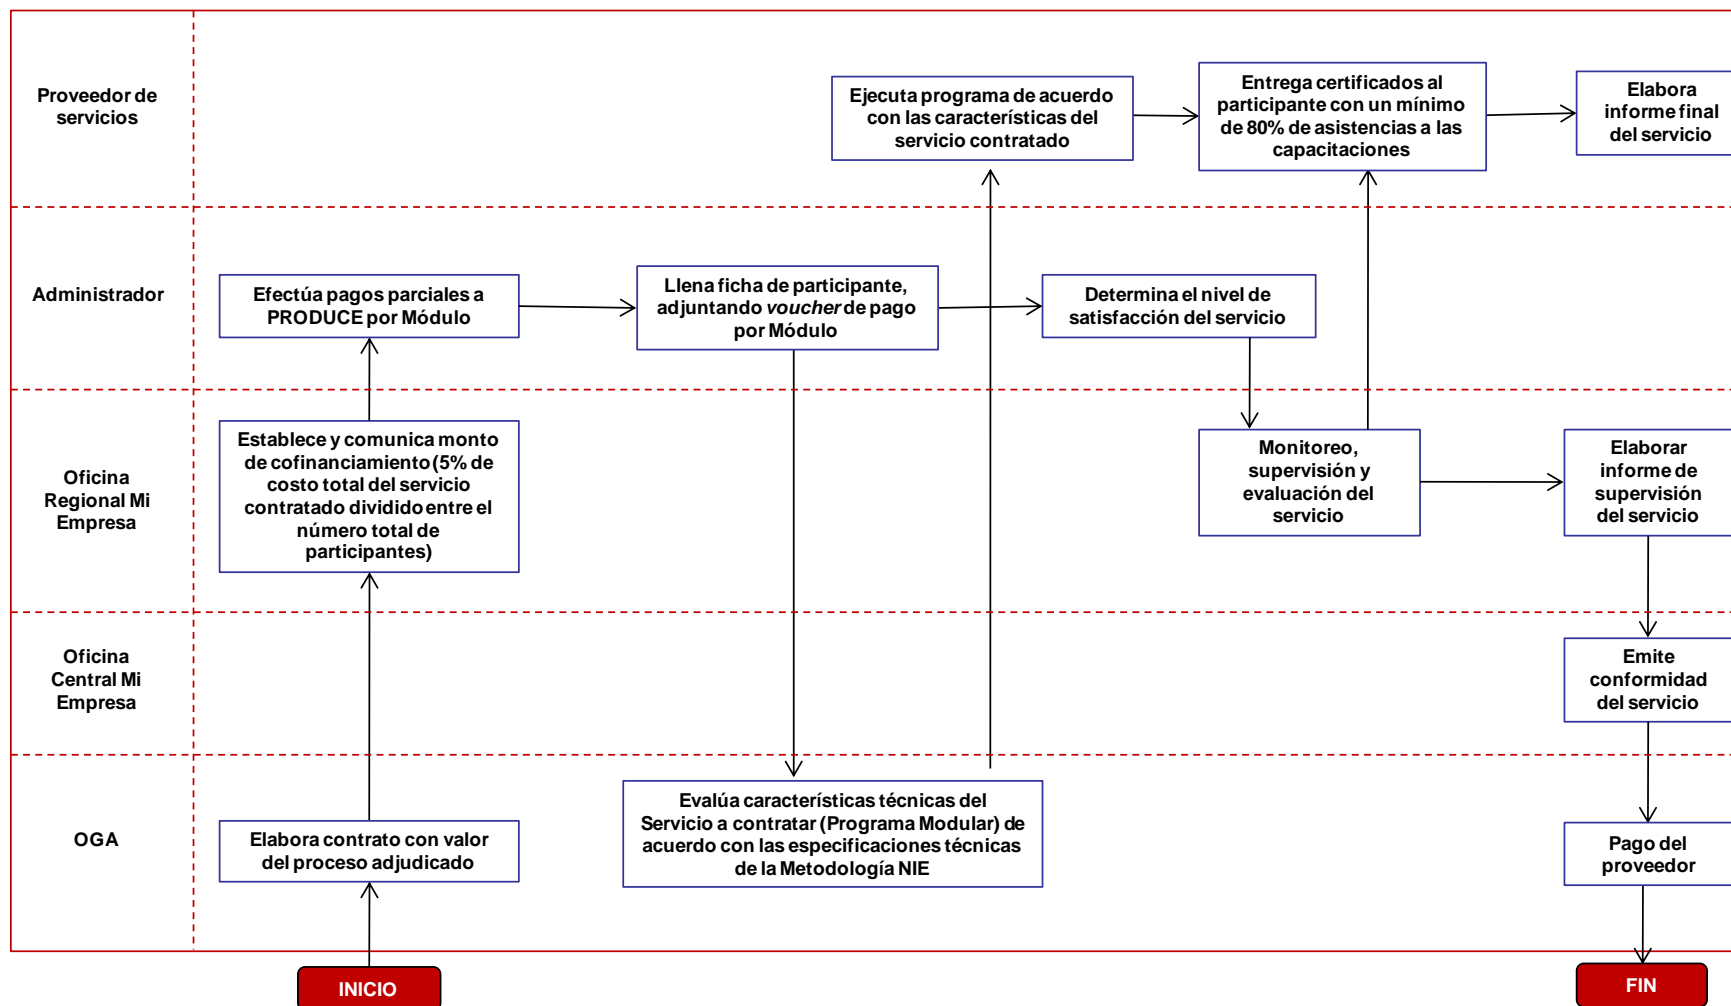 Proveedor de
servicios
Ejecuta programa de acuerdo
con las características del
servicio contratado
Entrega certificados al
participante con un mínimo
de 80% de asistencias a las
capacitaciones
Elabora
informe final
del servicio
Administrador
Efectúa pagos parciales a
PRODUCE por Módulo
Llena ficha de participante,
adjuntando voucher de pago
por Módulo
Determina el nivel de
satisfacción del servicio
Oficina
Regional Mi
Empresa
Establece y comunica monto
de cofinanciamiento (5% de
costo total del servicio
contratado dividido entre el
número total de
participantes)
Monitoreo,
supervisión y
evaluación del
servicio
Elaborar
informe de
supervisión
del servicio
Oficina
Central Mi
Empresa
Emite
conformidad
del servicio
OGA
Elabora contrato con valor
del proceso adjudicado
Evalúa características técnicas del
Servicio a contratar (Programa Modular) de
acuerdo con las especificaciones técnicas
de la Metodología NIE
Pago del
proveedor
INICIO
FIN